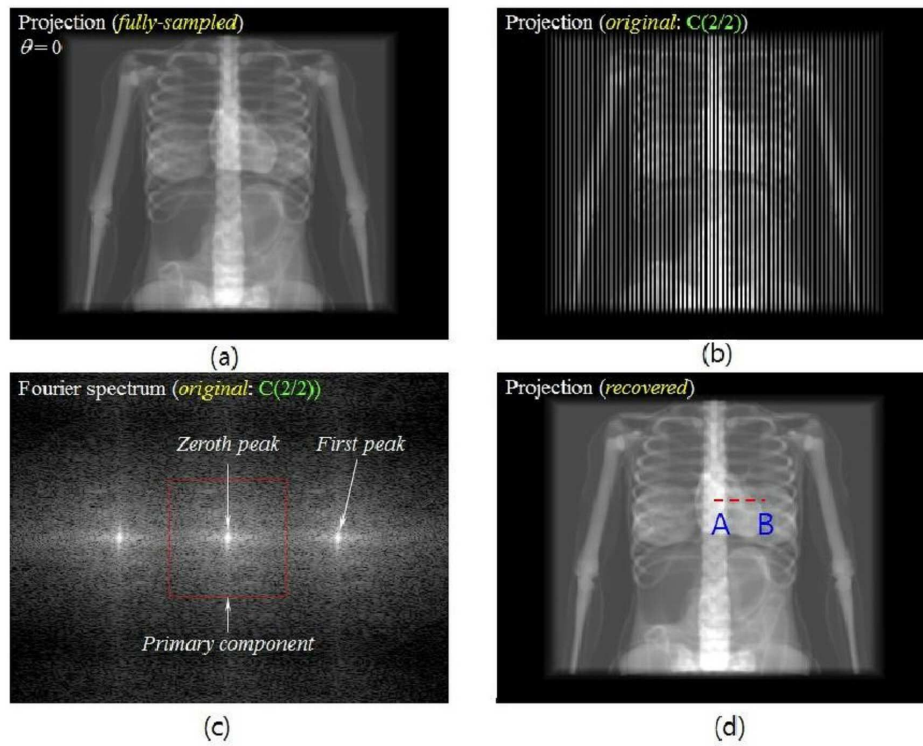 Projection (fully-sampled)
θ = 0
Projection (original: C(2/2))
(a)
(b)
Fourier spectrum (original: C(2/2))
Zeroth peak
First peak
Primary component
Projection (recovered)
A B
(c)
(d)